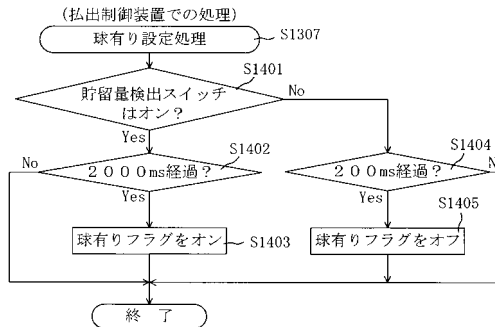 (払出制御装置での処理)
球有り設定処理
S1307
S1401
貯留量検出スイッチ
はオン?
No
Yes
S1402
S1404
No
2000ms経過?
200ms経過?
Yes
Yes
S1405
球有りフラグをオン
S1403
球有りフラグをオフ
終 了